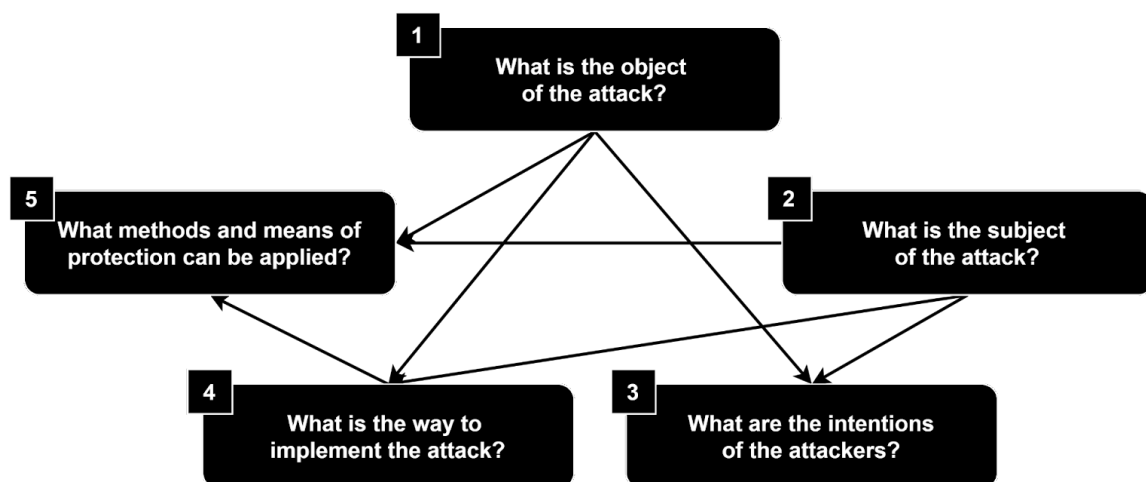 1
What is the object
of the attack?
5
What methods and means of
protection can be applied?
2
What is the subject
of the attack?
4
What is the way to
implement the attack?
3
What are the intentions
of the attackers?